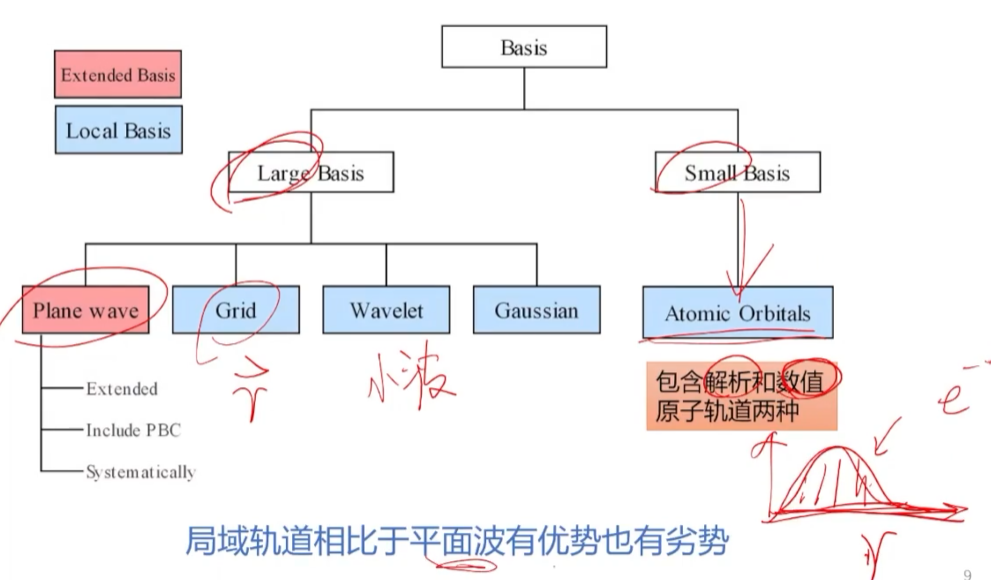 Basis
Extended Basis
Local Basis
Large Basis
Small Basis
Plane wave
Grid
Wavelet
Gaussian
Atomic Orbitals
r
小波
包含解析和数值
原子轨道两种
e⁻
Extended
Include PBC
Systematically
r
局域轨道相比于平面波有优势也有劣势
9